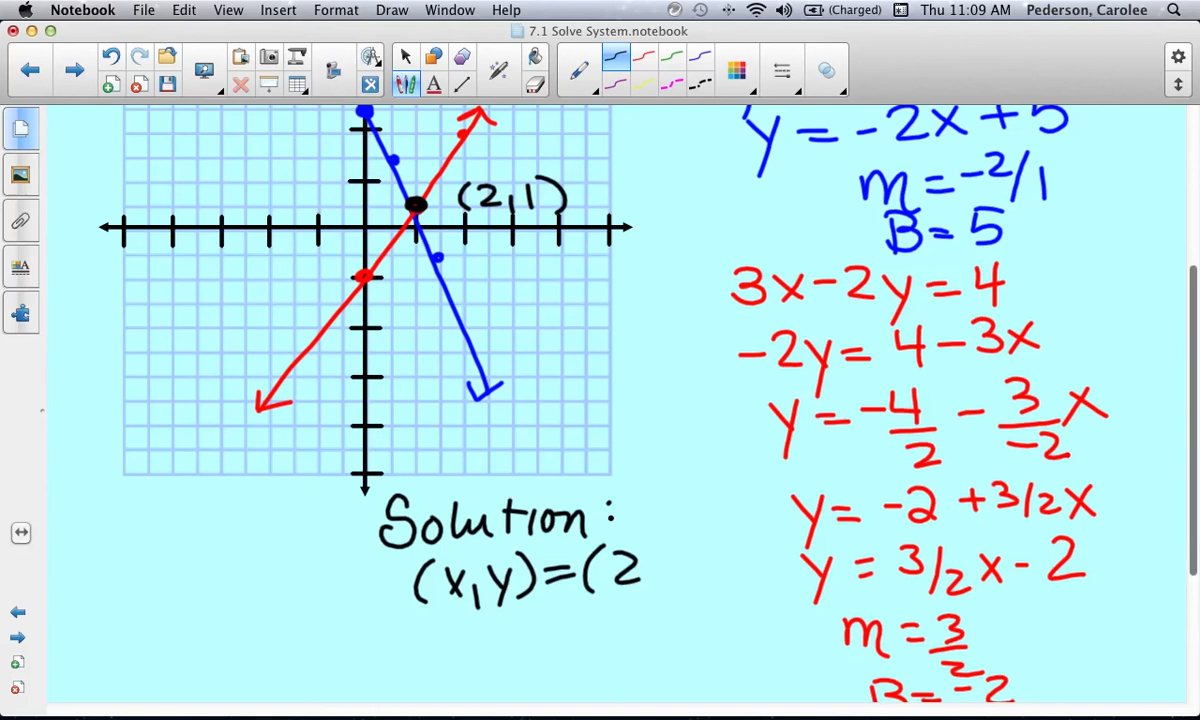 Notebook File Edit View Insert Format Draw Window Help (Charged) Thu 11:09 AM Pederson, Carolee
7.1 Solve System.notebook
(2,1)
Solution:
(x,y)=(2
y = -2x + 5
m = -2/1
B = 5
3x-2y=4
-2y= 4-3x
y = -4/2 - 3/-2 x
y= -2 +3/2x
y = 3/2 x - 2
m = 3/2
B= -2